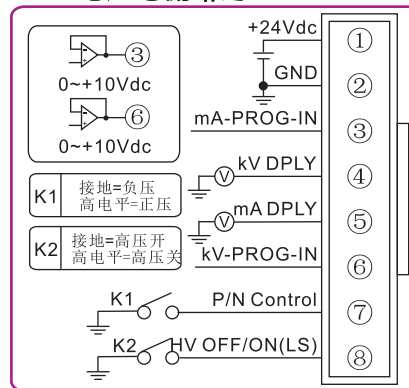 ③
0~+10Vdc
⑥
0~+10Vdc
K1
接地=负压
高电平=正压
K2
接地=高压开
高电平=高压关
+24Vdc
①
GND
②
mA-PROG-IN
③
kV DPLY
V
④
mA DPLY
V
⑤
kV-PROG-IN
⑥
K1
P/N Control
⑦
K2
HV OFF/ON(LS)
⑧